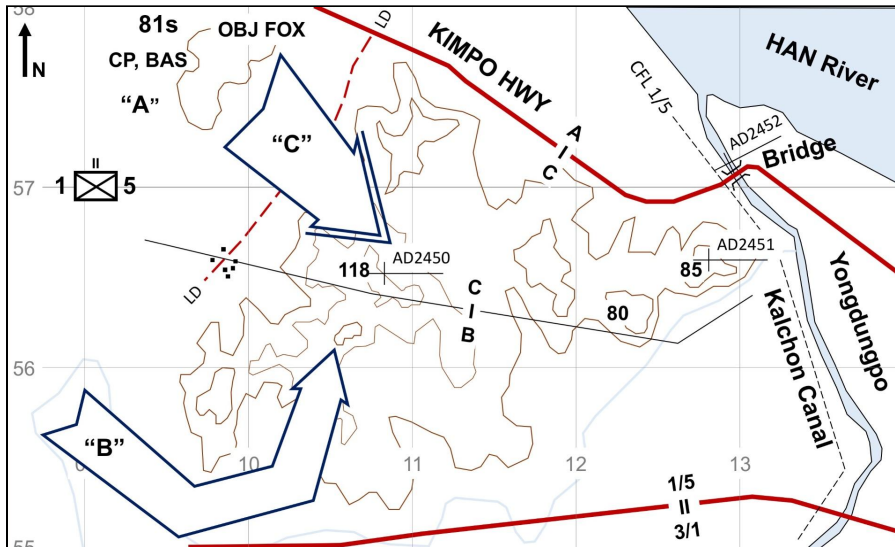 58
81s
OBJ FOX
CP, BAS
"A"
N
LD
KIMPO HWY
HAN River
CFL 1/5
AD2452
Bridge
"C"
A
I
C
II
1
5
57
118
AD2450
85
AD2451
C
I
B
80
LD
Yongdungpo
Kalchon Canal
56
"B"
10
11
12
13
1/5
II
3/1
55